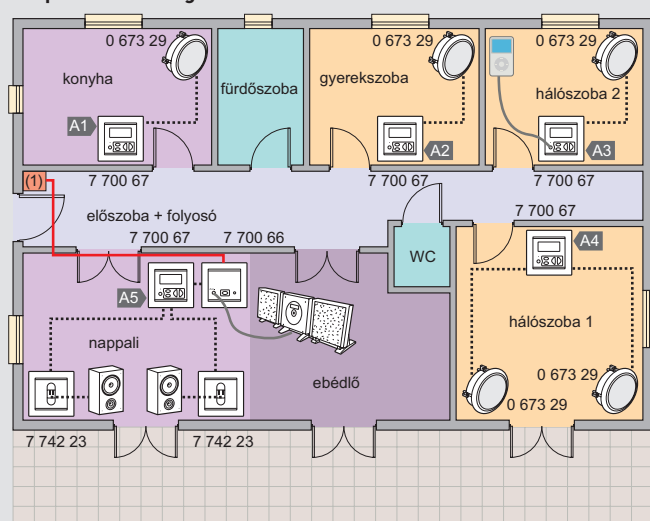 0 673 29
0 673 29
0 673 29
konyha
fürdőszoba
gyerekszoba
hálószoba 2
A1
A2
A3
(1)
7 700 67
7 700 67
7 700 67
előszoba + folyosó
7 700 67
7 700 67
7 700 66
WC
A4
A5
nappali
hálószoba 1
ebédlő
0 673 29
0 673 29
7 742 23
7 742 23